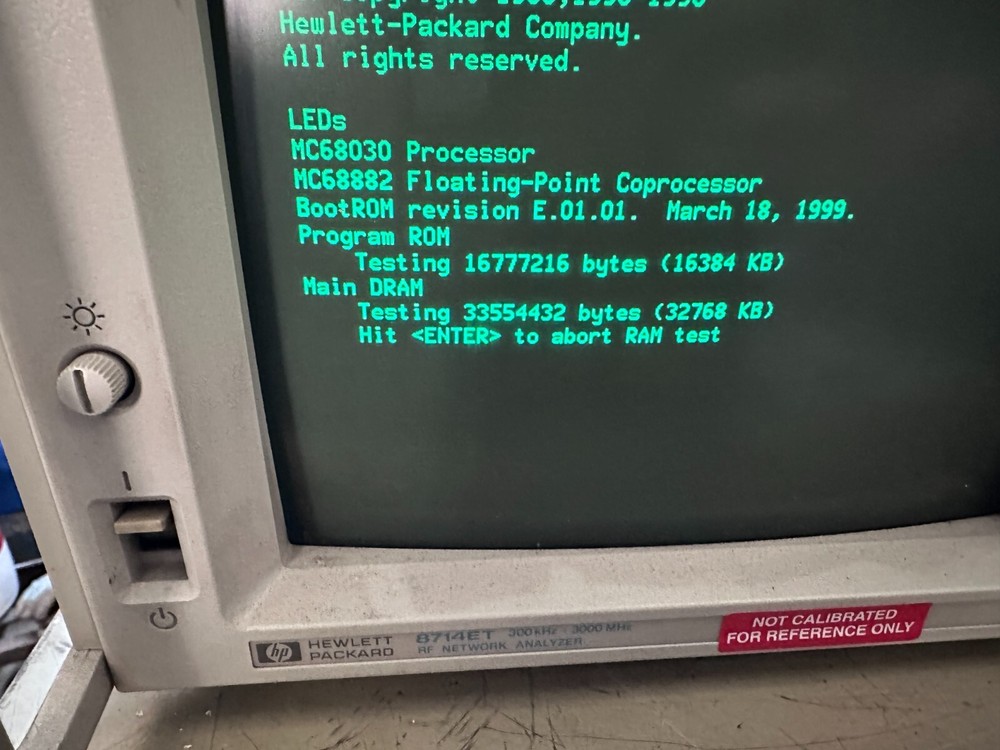 Hewlett-Packard Company.
All rights reserved.
LEDs
MC68030 Processor
MC68882 Floating-Point Coprocessor
BootROM revision E.01.01. March 18, 1999.
Program ROM
Testing 16777216 bytes (16384 KB)
Main DRAM
Testing 33554432 bytes (32768 KB)
Hit <ENTER> to abort RAM test
hp HEWLETT PACKARD
8714ET 300 kHz - 3000 MHz
RF NETWORK ANALYZER
NOT CALIBRATED
FOR REFERENCE ONLY